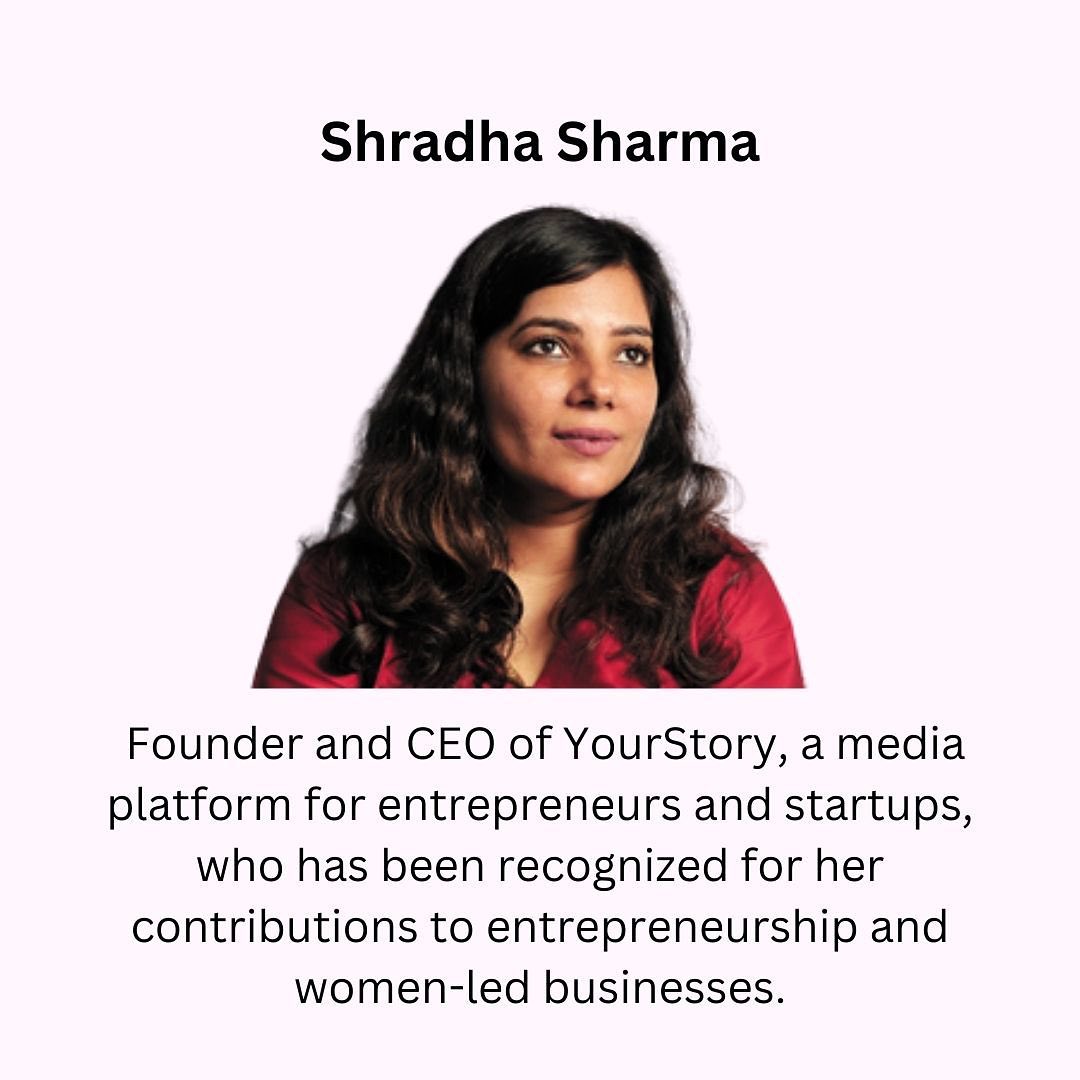 Shradha Sharma
Founder and CEO of YourStory, a media
platform for entrepreneurs and startups,
who has been recognized for her
contributions to entrepreneurship and
women-led businesses.